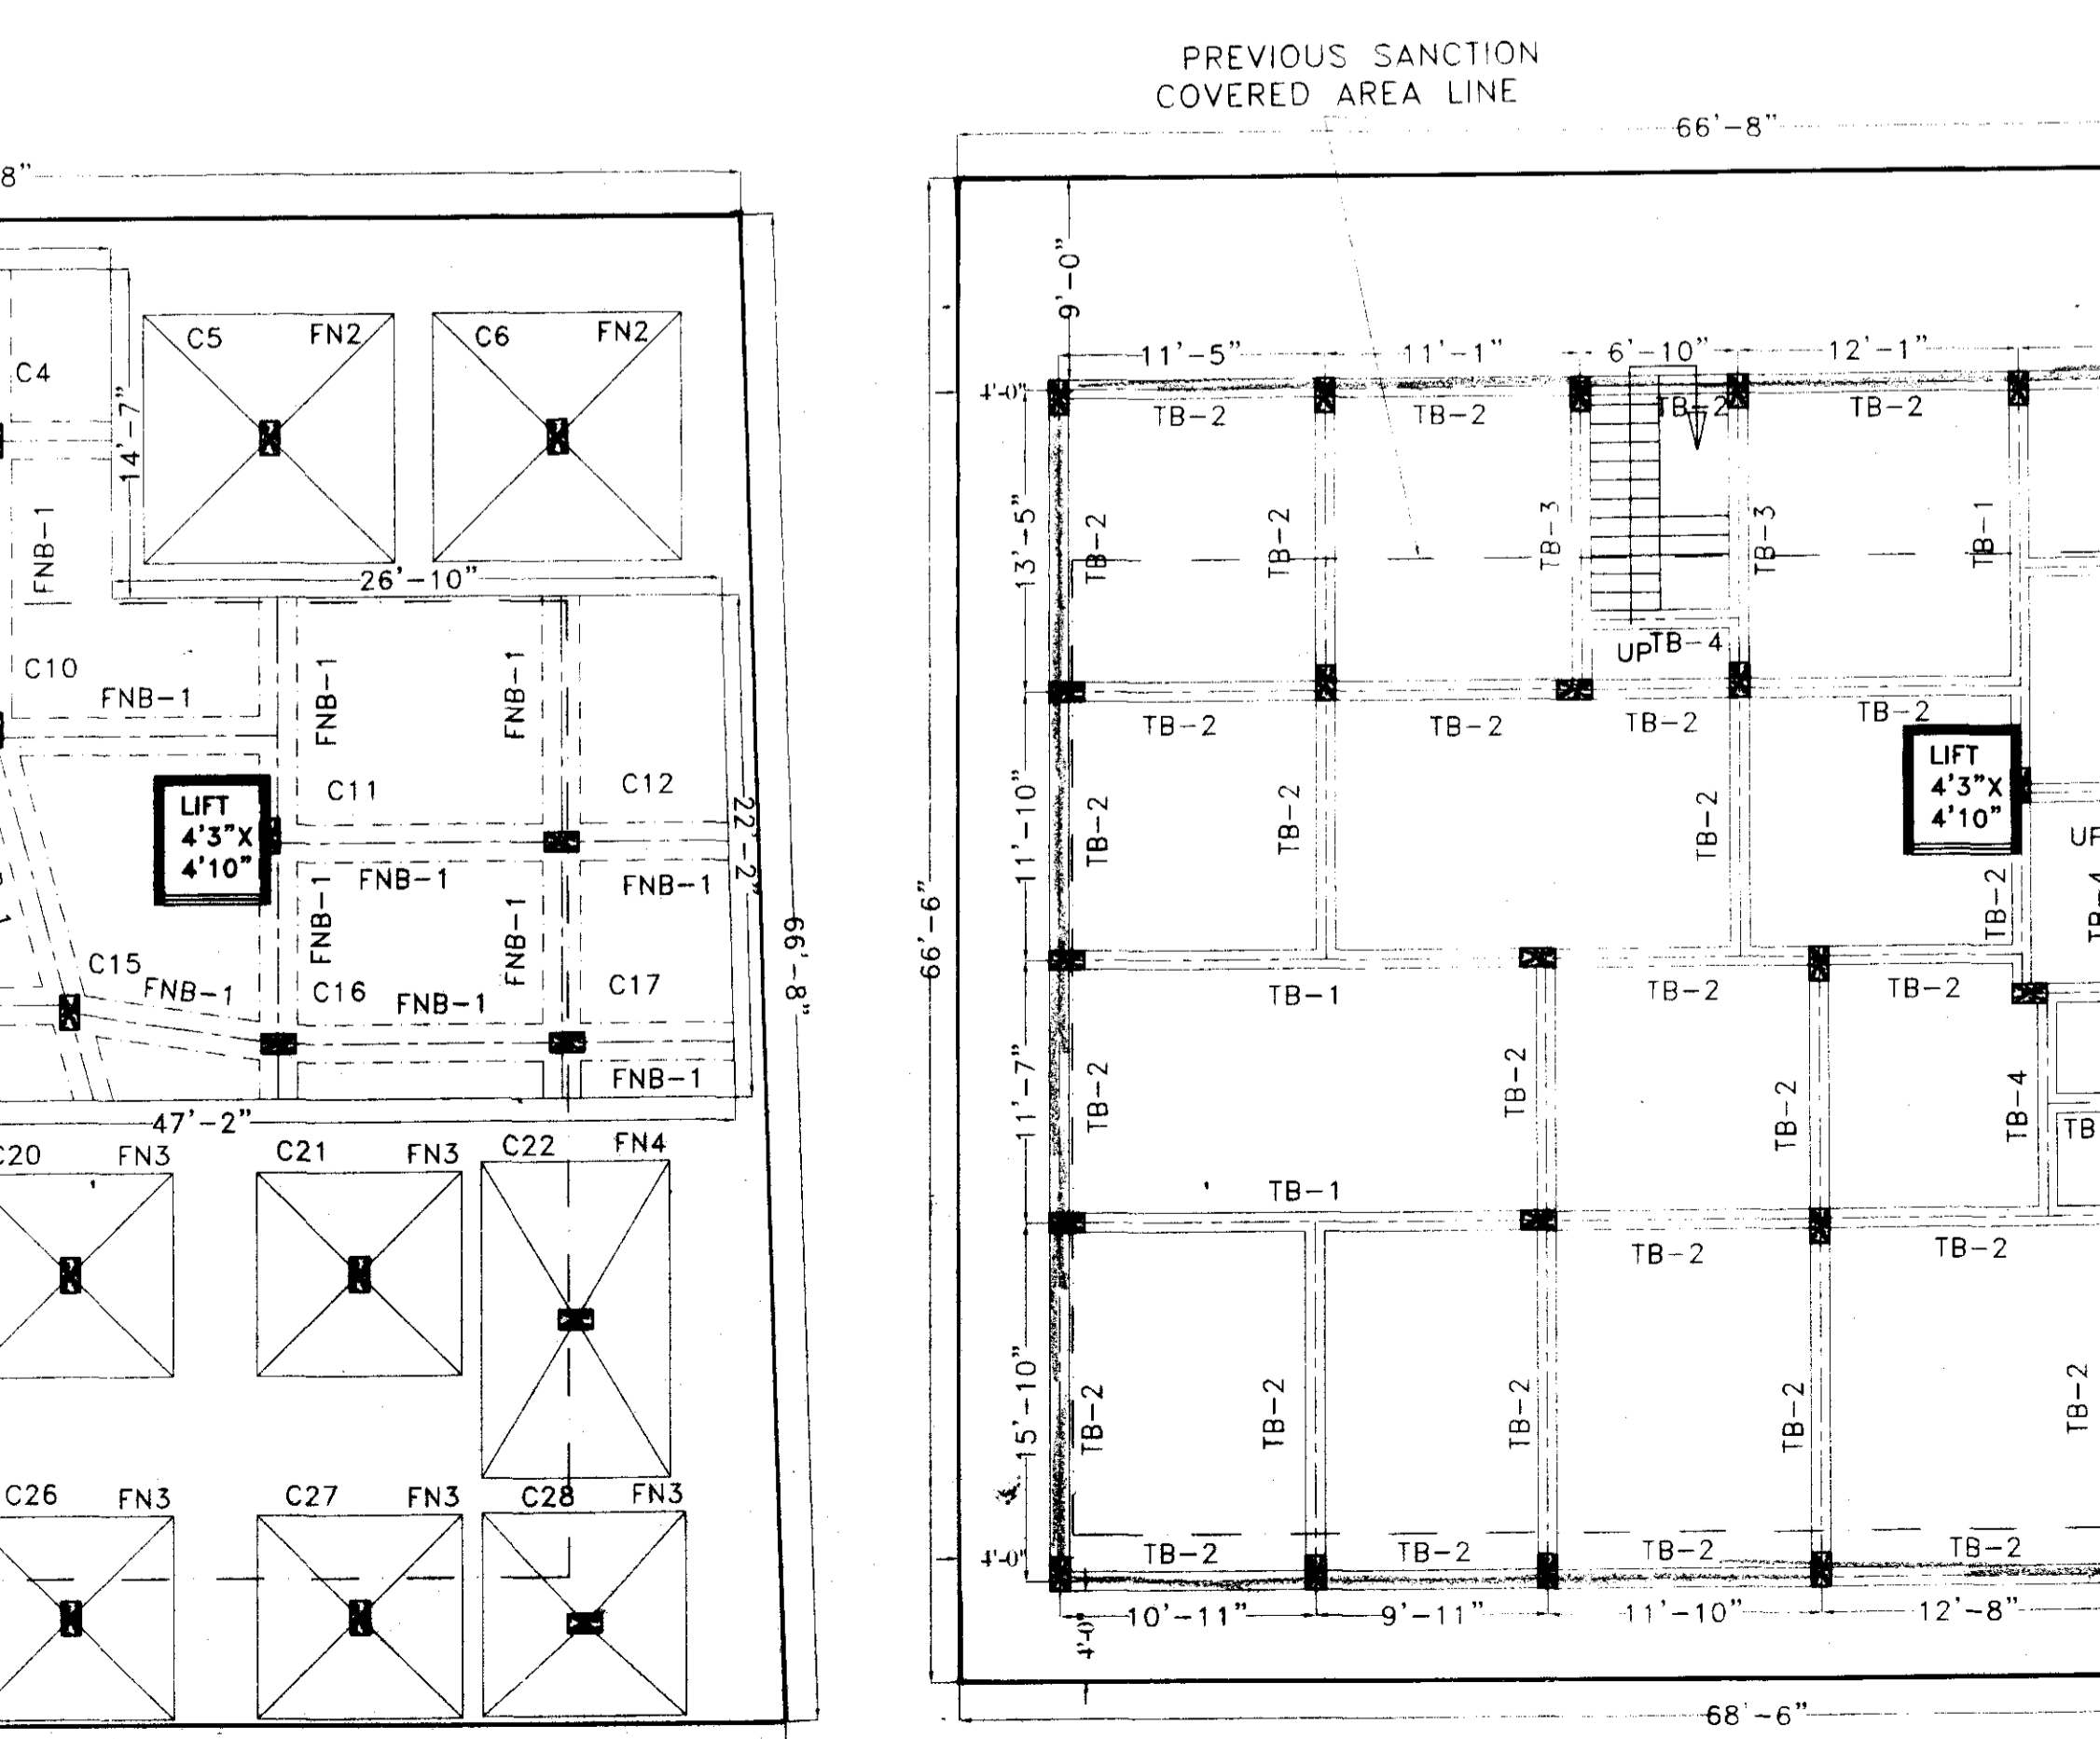 PREVIOUS SANCTION
COVERED AREA LINE
66'-8"
8"
9'-0"
C5
FN2
C6
FN2
C4
14'-7"
FNB-1
26'-10"
C10
FNB-1
FNB-1
FNB-1
C11
C12
LIFT
4'3"X
4'10"
22'-2"
FNB-1
FNB-1
FNB-1
FNB-1
66'-8"
C15
FNB-1
C16
FNB-1
C17
FNB-1
47'-2"
C20
FN3
C21
FN3
C22
FN4
C26
FN3
C27
FN3
C28
FN3
11'-5"
11'-1"
6'-10"
12'-1"
4'-0"
TB-2
TB-2
TB-2
TB-2
13'-5"
TB-2
TB-2
TB-3
TB-3
TB-1
UP
TB-4
TB-2
TB-2
TB-2
TB-2
LIFT
4'3"X
4'10"
11'-10"
TB-2
TB-2
TB-2
TB-2
TB-4
66'-6"
TB-1
TB-2
TB-2
11'-7"
TB-2
TB-2
TB-2
TB-4
TB
TB-1
TB-2
TB-2
15'-10"
TB-2
TB-2
TB-2
TB-2
TB-2
4'-0"
TB-2
TB-2
TB-2
TB-2
10'-11"
9'-11"
11'-10"
12'-8"
4'-0"
68'-6"